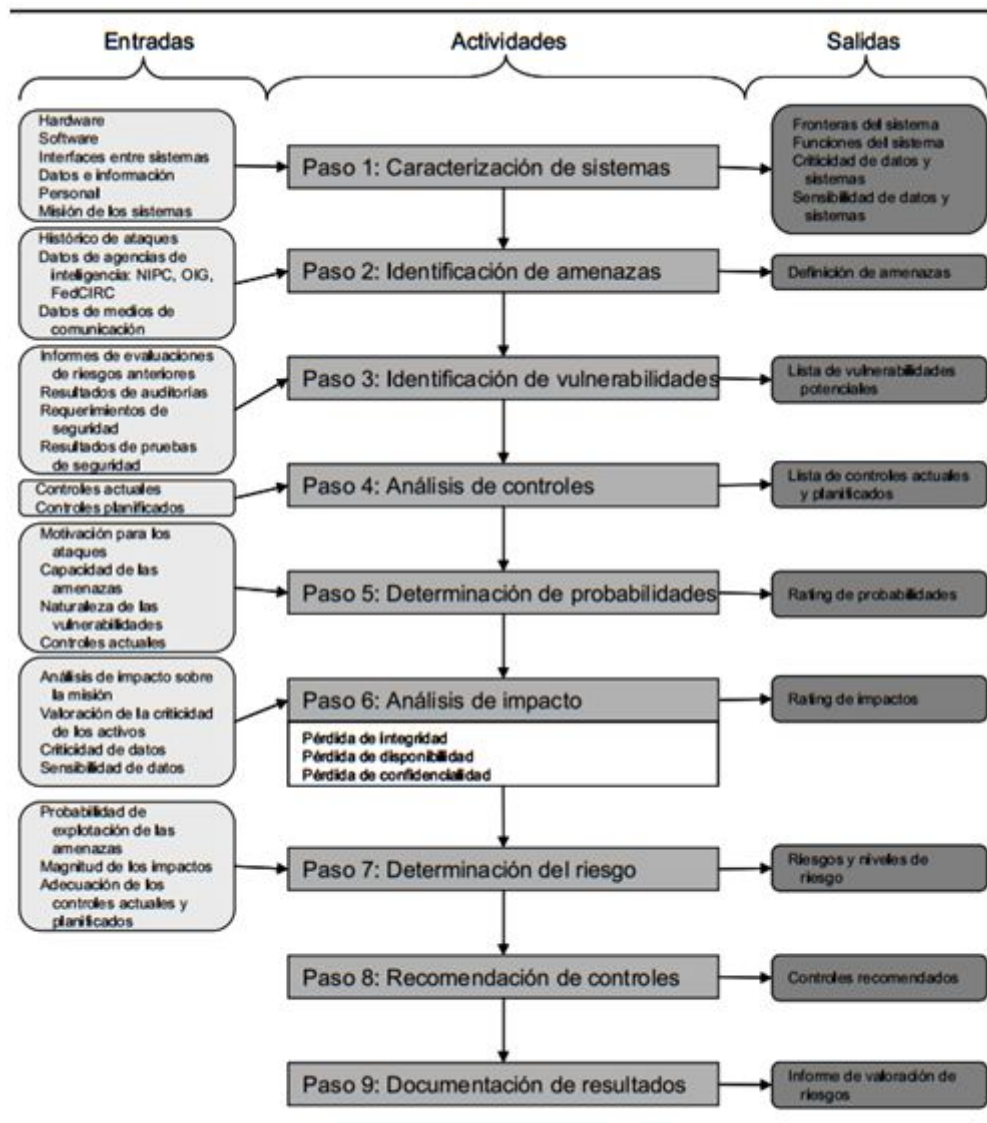 Entradas
Actividades
Salidas
Hardware
Software
Interfaces entre sistemas
Datos e información
Personal
Misión de los sistemas
Paso 1: Caracterización de sistemas
Fronteras del sistema
Funciones del sistema
Criticidad de datos y
sistemas
Sensibilidad de datos y
sistemas
Histórico de ataques
Datos de agencias de
inteligencia: NIPC, OIG,
FedCIRC
Datos de medios de
comunicación
Paso 2: Identificación de amenazas
Definición de amenazas
Informes de evaluaciones
de riesgos anteriores
Resultados de auditorías
Requerimientos de
seguridad
Resultados de pruebas
de seguridad
Paso 3: Identificación de vulnerabilidades
Lista de vulnerabilidades
potenciales
Controles actuales
Controles planificados
Paso 4: Análisis de controles
Lista de controles actuales
y planificados
Motivación para los
ataques
Capacidad de las
amenazas
Naturaleza de las
vulnerabilidades
Controles actuales
Paso 5: Determinación de probabilidades
Rating de probabilidades
Análisis de impacto sobre
la misión
Valoración de la criticidad
de los activos
Criticidad de datos
Sensibilidad de datos
Paso 6: Análisis de impacto
Pérdida de integridad
Pérdida de disponibilidad
Pérdida de confidencialidad
Rating de impactos
Probabilidad de
explotación de las
amenazas
Magnitud de los impactos
Adecuación de los
controles actuales y
planificados
Paso 7: Determinación del riesgo
Riesgos y niveles de
riesgo
Paso 8: Recomendación de controles
Controles recomendados
Paso 9: Documentación de resultados
Informe de valoración de
riesgos